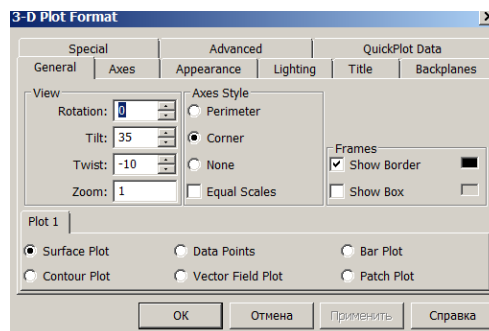 3-D Plot Format
Special Advanced QuickPlot Data
General Axes Appearance Lighting Title Backplanes
View
Rotation: 0
Tilt: 35
Twist: -10
Zoom: 1
Axes Style
Perimeter
Corner
None
Equal Scales
Frames
Show Border
Show Box
Plot 1
Surface Plot Data Points Bar Plot
Contour Plot Vector Field Plot Patch Plot
OK Отмена Применить Справка